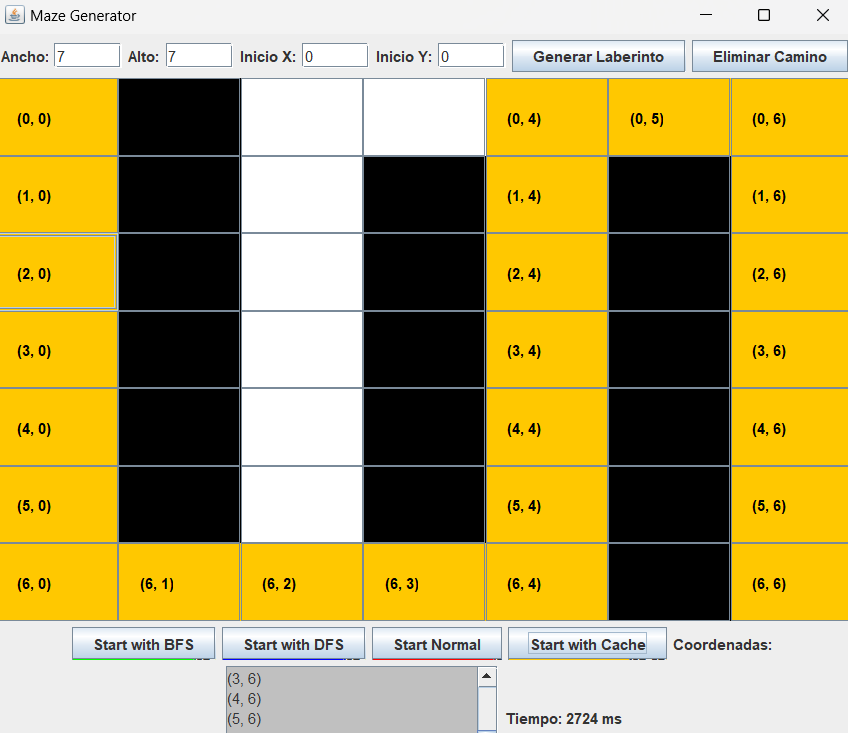 Maze Generator
Ancho: 7 Alto: 7 Inicio X: 0 Inicio Y: 0 Generar Laberinto Eliminar Camino
(0, 0) (0, 4) (0, 5) (0, 6)
(1, 0) (1, 4) (1, 6)
(2, 0) (2, 4) (2, 6)
(3, 0) (3, 4) (3, 6)
(4, 0) (4, 4) (4, 6)
(5, 0) (5, 4) (5, 6)
(6, 0) (6, 1) (6, 2) (6, 3) (6, 4) (6, 6)
Start with BFS Start with DFS Start Normal Start with Cache Coordenadas:
(3, 6)
(4, 6)
(5, 6) Tiempo: 2724 ms